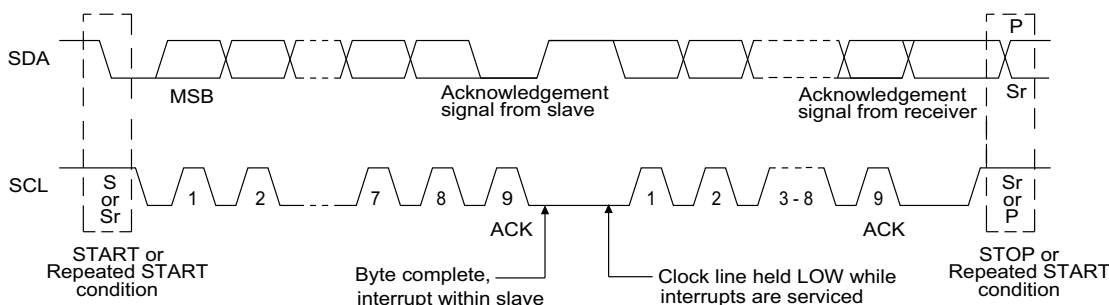 P
SDA
MSB
Acknowledgement
signal from slave
Acknowledgement
signal from receiver
Sr
SCL
S
or
Sr
1
2
7
8
9
1
2
3 - 8
9
Sr
or
P
ACK
ACK
START or
Repeated START
condition
Byte complete,
interrupt within slave
Clock line held LOW while
interrupts are serviced
STOP or
Repeated START
condition